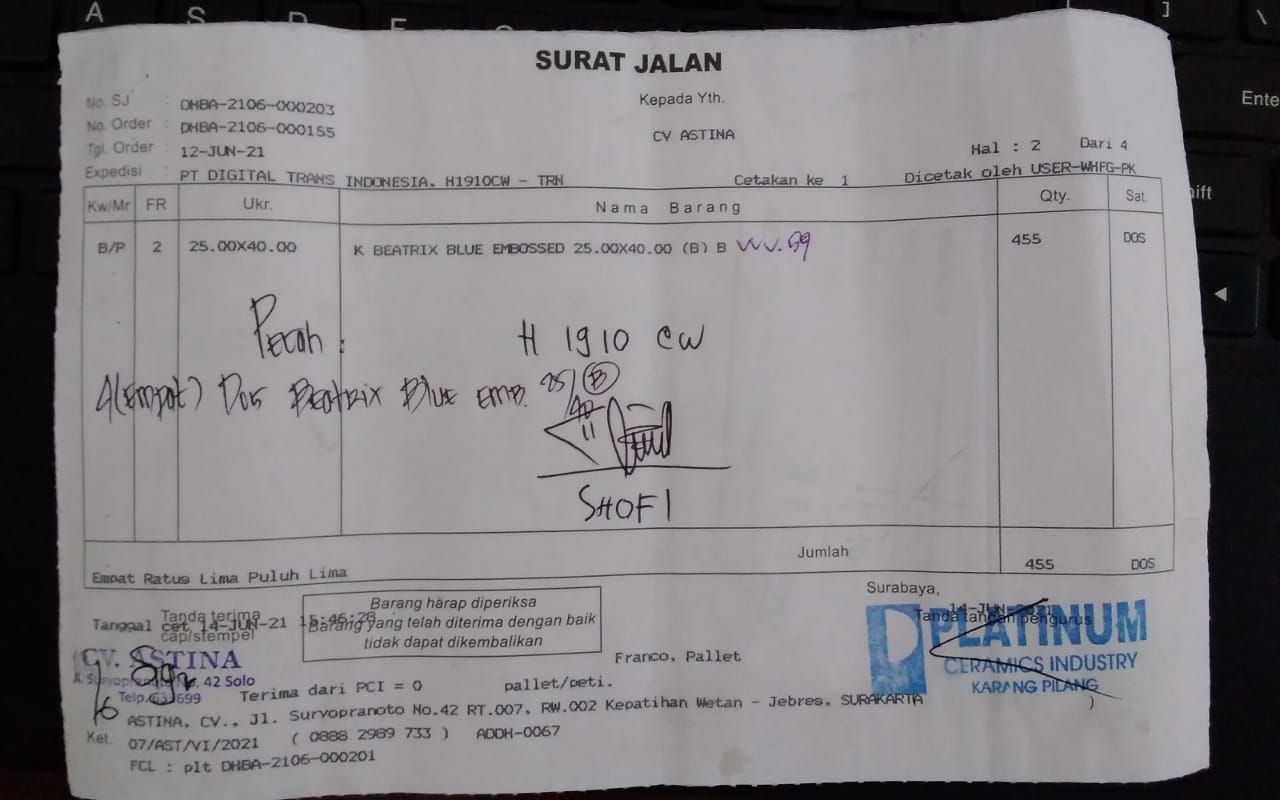 SURAT JALAN
No. SJ : DHBA-2106-000203
Kepada Yth.
No. Order : DHBA-2106-000155
CV ASTINA
Tgl. Order : 12-JUN-21
Hal : 2 Dari 4
Expedisi : PT DIGITAL TRANS INDONESIA, H1910CW - TRN Cetakan ke 1 Dicetak oleh USER-WHFG-PK
Kw/Mr FR Ukr. Nama Barang Qty. Sat.
B/P 2 25.00X40.00 K BEATRIX BLUE EMBOSSED 25.00X40.00 (B) B 455 DOS
Pecah : H 1910 CW
4 (Empat) Dos Beatrix Blue EMB. 25/40 B
SHOFI
Jumlah 455 DOS
Empat Ratus Lima Puluh Lima
Surabaya,
14-JUN-2021
Tanda terima
cap/stempel
Tanggal cet 14-JUN-21 15:46:28
Barang harap diperiksa
Barang yang telah diterima dengan baik
tidak dapat dikembalikan
Tanda tangan pengurus
PLATINUM
CERAMICS INDUSTRY
KARANG PILANG
CV. ASTINA
Jl. Suryopranoto No. 42 Solo
Telp.
Franco, Pallet
Terima dari PCI = 0 pallet/peti.
ASTINA, CV., Jl. Suryopranoto No.42 RT.007, RW.002 Kepatihan Wetan - Jebres, SURAKARTA
Ket. 07/AST/VI/2021 ( 0888 2989 733 ) ADDH-0067
FCL : plt DHBA-2106-000201
A S D
Enter